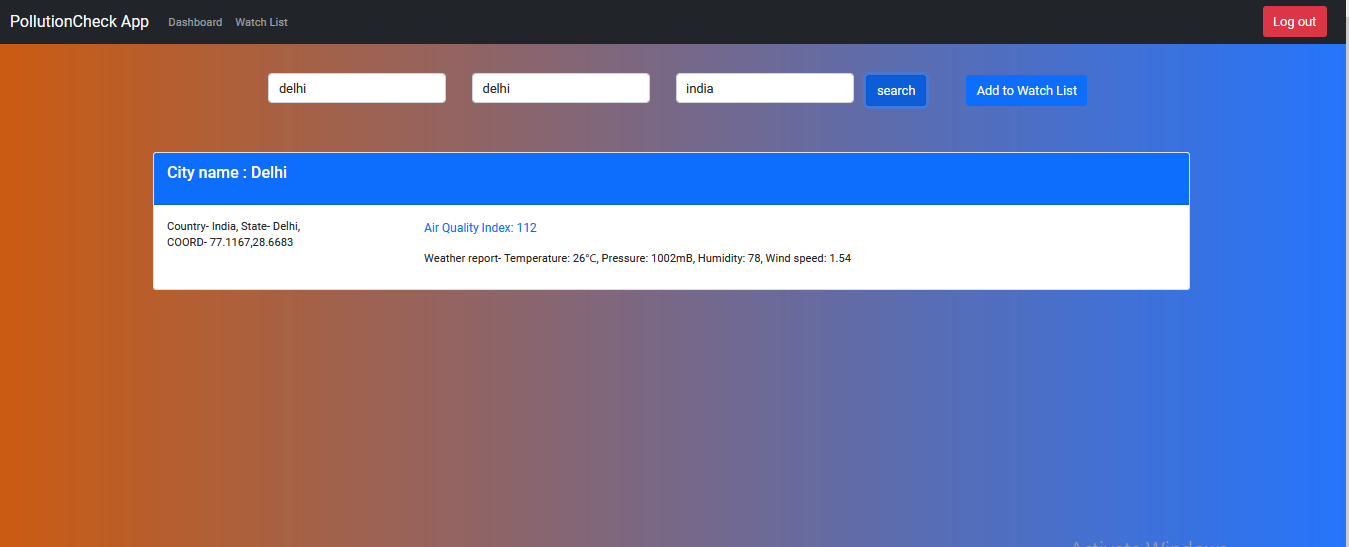 PollutionCheck App Dashboard Watch List Log out
delhi delhi india search Add to Watch List
City name : Delhi
Country- India, State- Delhi,
COORD- 77.1167,28.6683
Air Quality Index: 112
Weather report- Temperature: 26°C, Pressure: 1002mB, Humidity: 78, Wind speed: 1.54
Activate Windows